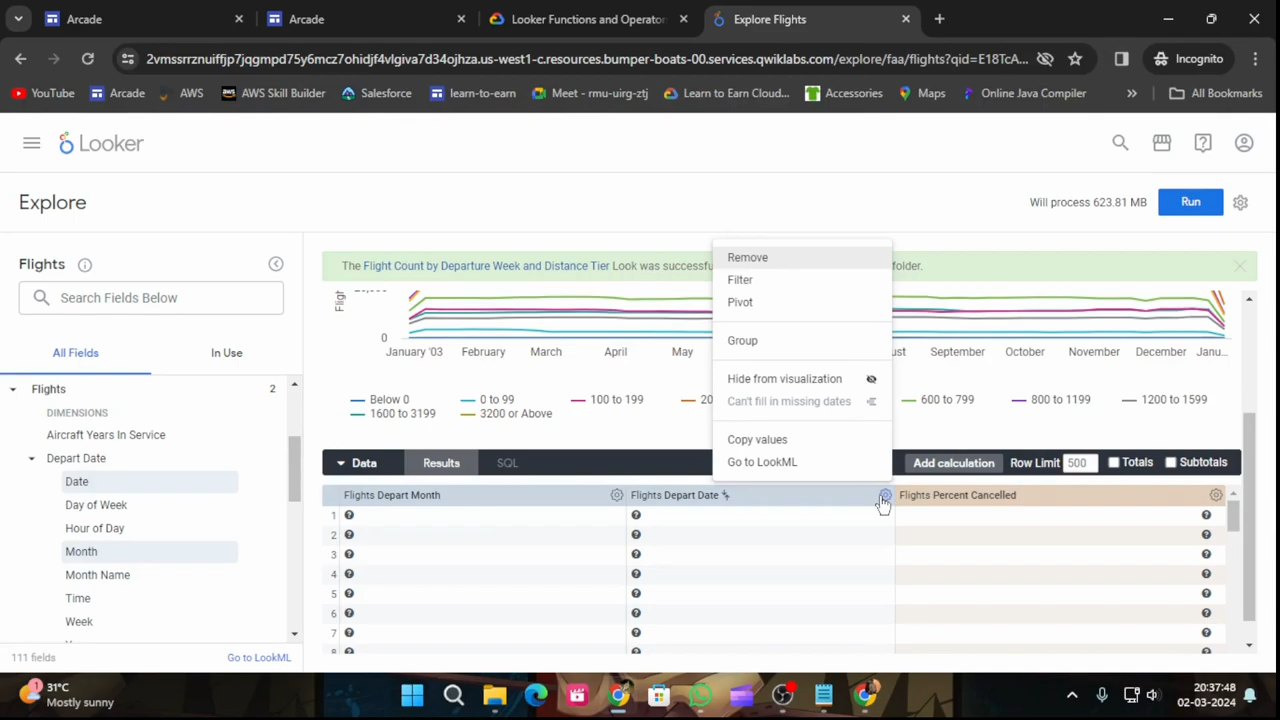 Arcade
Arcade
Looker Functions and Operator
Explore Flights
2vmssrrznuiffjp7jqgmpd75y6mcz7ohidjf4vlgiva7d34ojhza.us-west1-c.resources.bumper-boats-00.services.qwiklabs.com/explore/faa/flights?qid=E18TcA...
Incognito
YouTube
Arcade
AWS
AWS Skill Builder
Salesforce
learn-to-earn
Meet - rmu-uirg-ztj
Learn to Earn Cloud...
Accessories
Maps
Online Java Compiler
All Bookmarks
Looker
Explore
Will process 623.81 MB
Run
Flights
Search Fields Below
All Fields
In Use
Flights 2
DIMENSIONS
Aircraft Years In Service
Depart Date
Date
Day of Week
Hour of Day
Month
Month Name
Time
Week
111 fields
Go to LookML
The Flight Count by Departure Week and Distance Tier Look was successfu
folder.
Fligh
0
January '03 February March April May ust September October November December Janu...
Below 0 0 to 99 100 to 199 20 600 to 799 800 to 1199 1200 to 1599
1600 to 3199 3200 or Above
Remove
Filter
Pivot
Group
Hide from visualization
Can't fill in missing dates
Copy values
Go to LookML
Data Results SQL Add calculation Row Limit 500 Totals Subtotals
Flights Depart Month Flights Depart Date Flights Percent Cancelled
1
2
3
4
5
6
7
8
1
31°C
Mostly sunny
20:37:48
02-03-2024